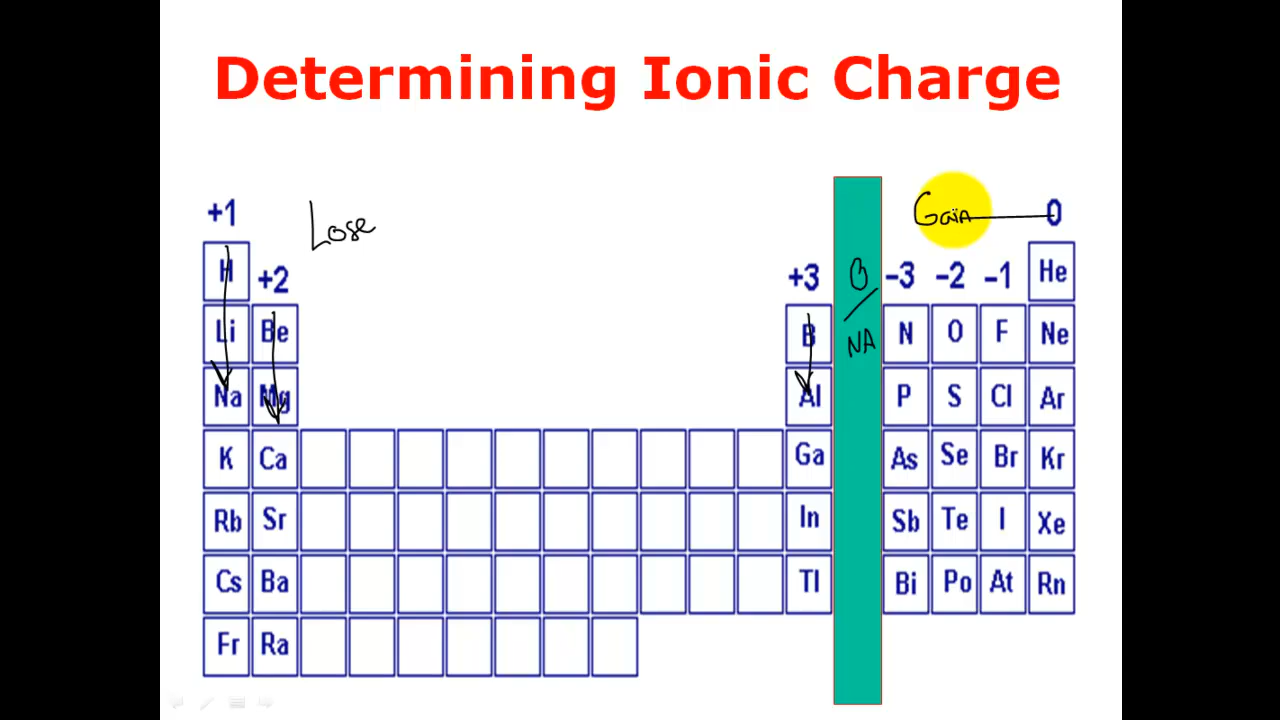 Determining Ionic Charge
+1 Lose Gain 0
H +2 +3 0 -3 -2 -1 He
Li Be B NA N O F Ne
Na Mg Al P S Cl Ar
K Ca Ga As Se Br Kr
Rb Sr In Sb Te I Xe
Cs Ba Tl Bi Po At Rn
Fr Ra